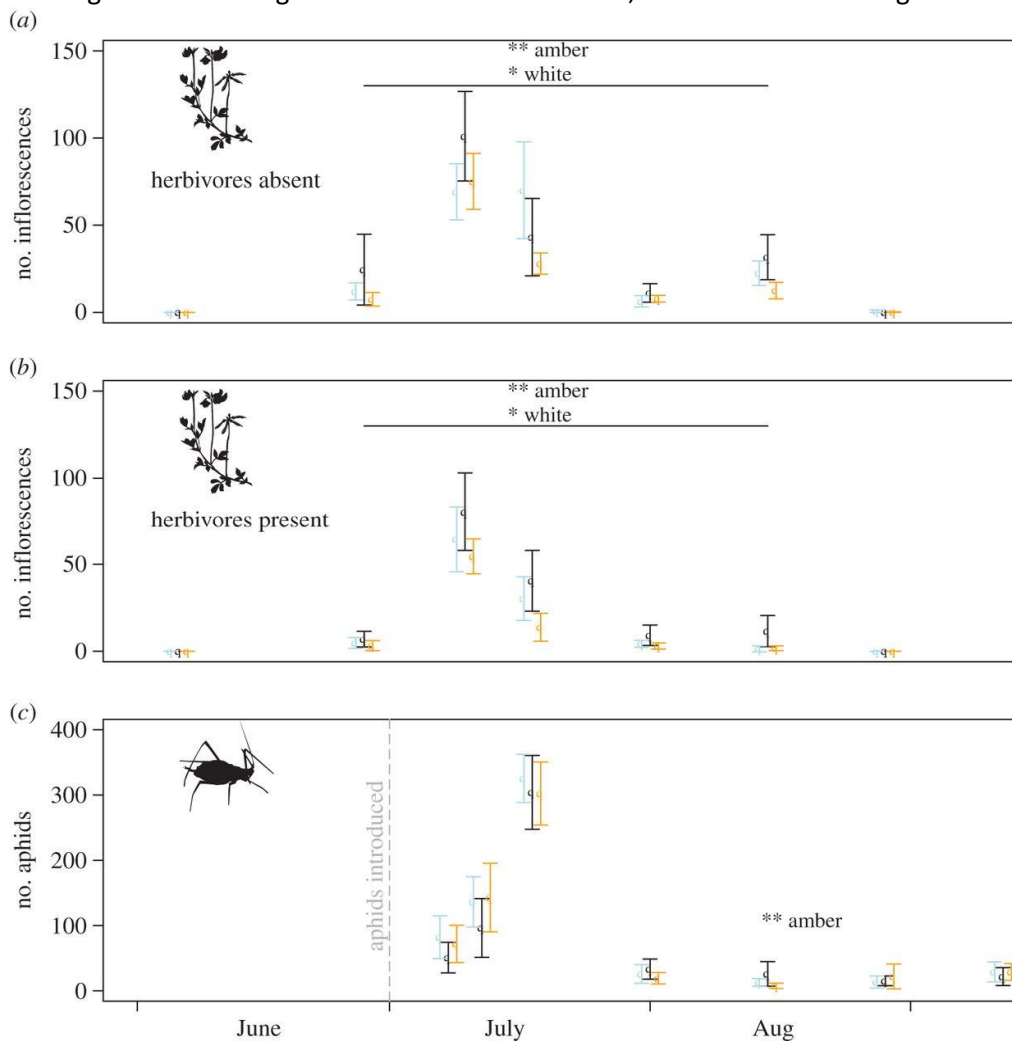 (a)
150
100
50
0
no. inflorescences
herbivores absent
** amber
* white
(b)
150
100
50
0
no. inflorescences
herbivores present
** amber
* white
(c)
400
300
200
100
0
no. aphids
aphids introduced
** amber
June July Aug